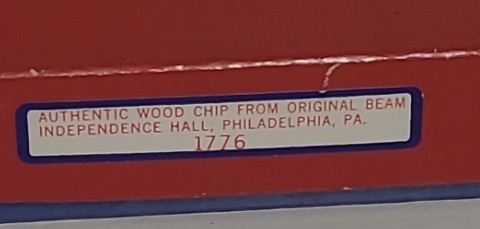 AUTHENTIC WOOD CHIP FROM ORIGINAL BEAM
INDEPENDENCE HALL, PHILADELPHIA, PA.
1776